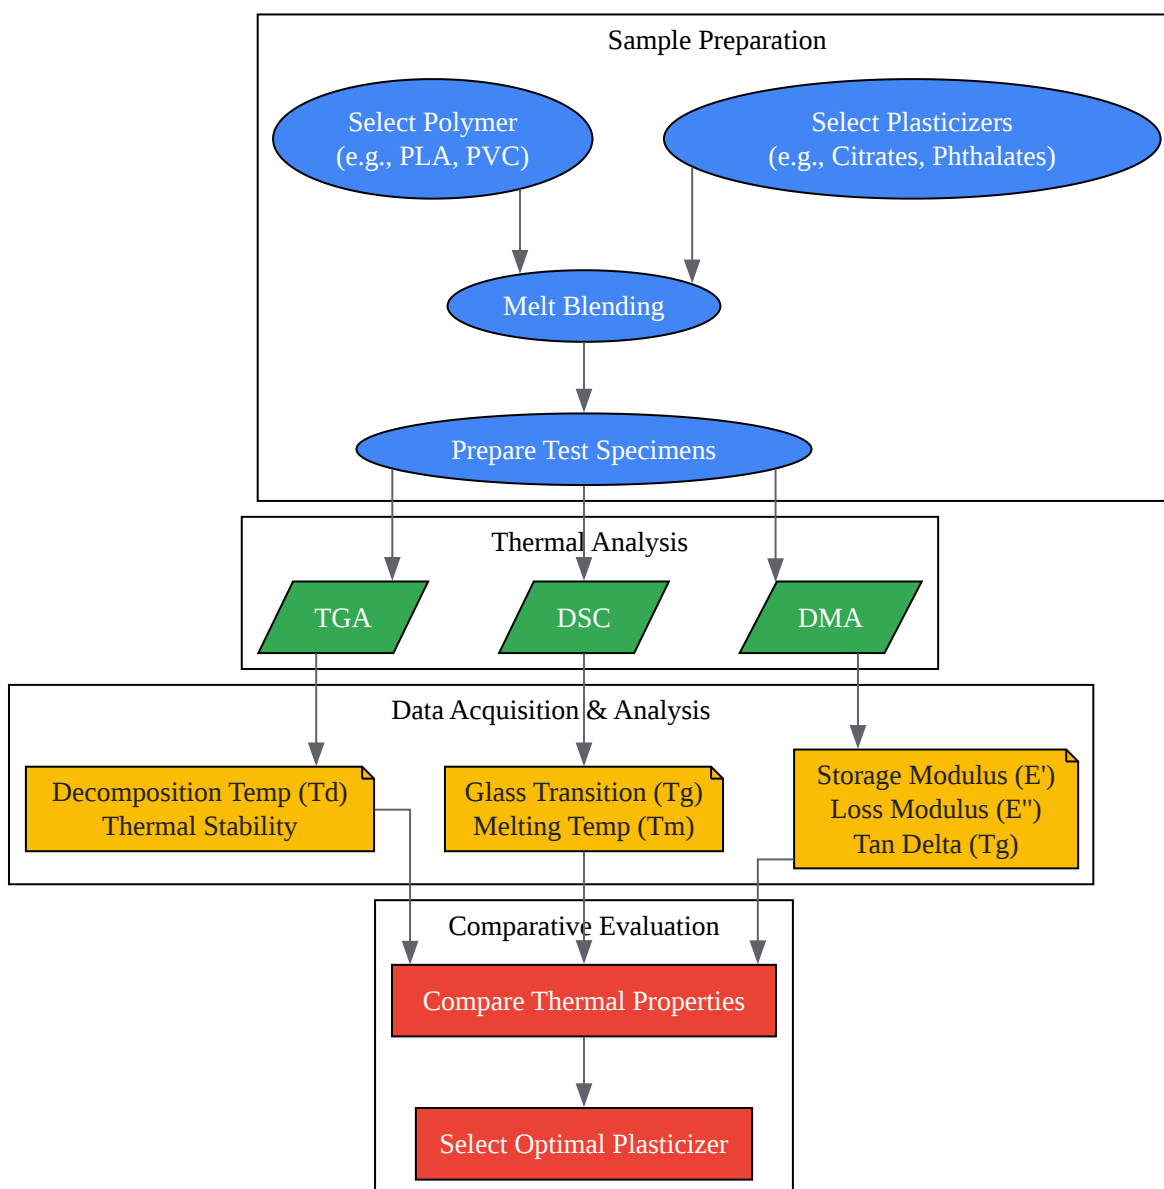 Sample Preparation
Select Polymer
(e.g., PLA, PVC)
Select Plasticizers
(e.g., Citrates, Phthalates)
Melt Blending
Prepare Test Specimens
Thermal Analysis
TGA
DSC
DMA
Data Acquisition & Analysis
Decomposition Temp (Td)
Thermal Stability
Glass Transition (Tg)
Melting Temp (Tm)
Storage Modulus (E')
Loss Modulus (E'')
Tan Delta (Tg)
Comparative Evaluation
Compare Thermal Properties
Select Optimal Plasticizer